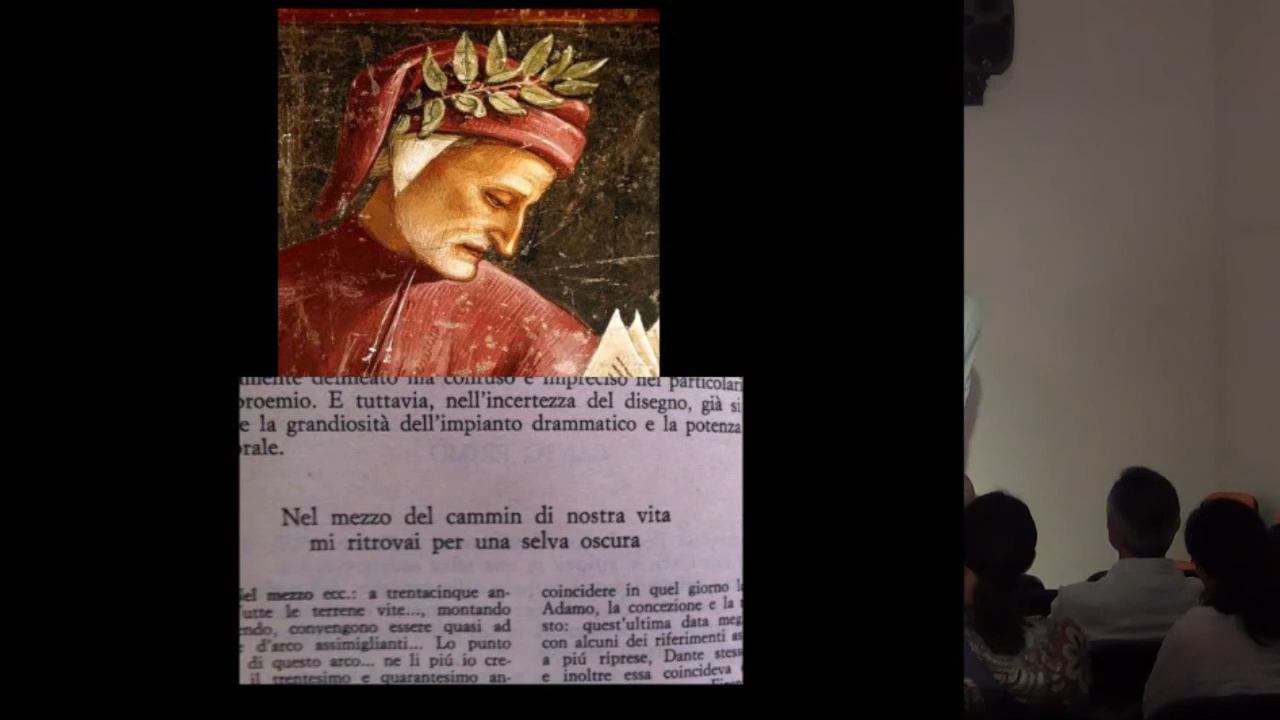 proemio. E tuttavia, nell'incertezza del disegno, già si
e la grandiosità dell'impianto drammatico e la potenza
Nel mezzo del cammin di nostra vita
mi ritrovai per una selva oscura
Nel mezzo ecc.: a trentacinque an-
le terrene vite..., montando
convengono essere quasi ad
d'arco assimiglianti... Lo punto
di questo arco... ne li piú io cre-
il trentesimo e quarantesimo an-
coincidere in quel giorno
Adamo, la concezione e la
sto: quest'ultima data
con alcuni dei riferimenti
a piú riprese, Dante
e inoltre essa coincideva